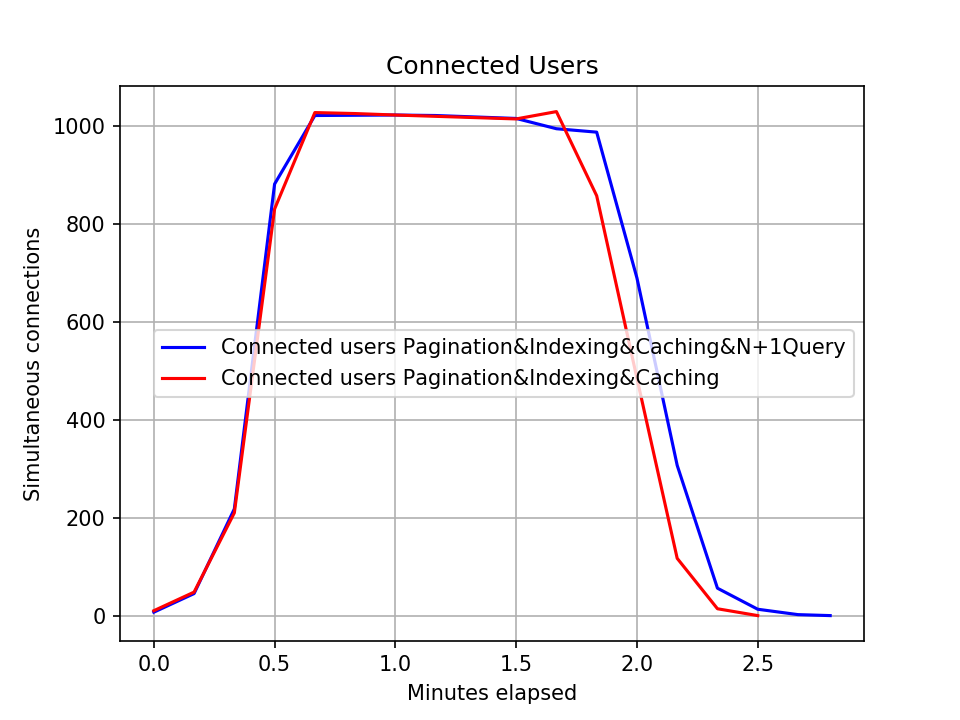 Connected Users
Simultaneous connections
1000
800
600
400
200
0
Connected users Pagination&Indexing&Caching&N+1Query
Connected users Pagination&Indexing&Caching
0.0 0.5 1.0 1.5 2.0 2.5
Minutes elapsed